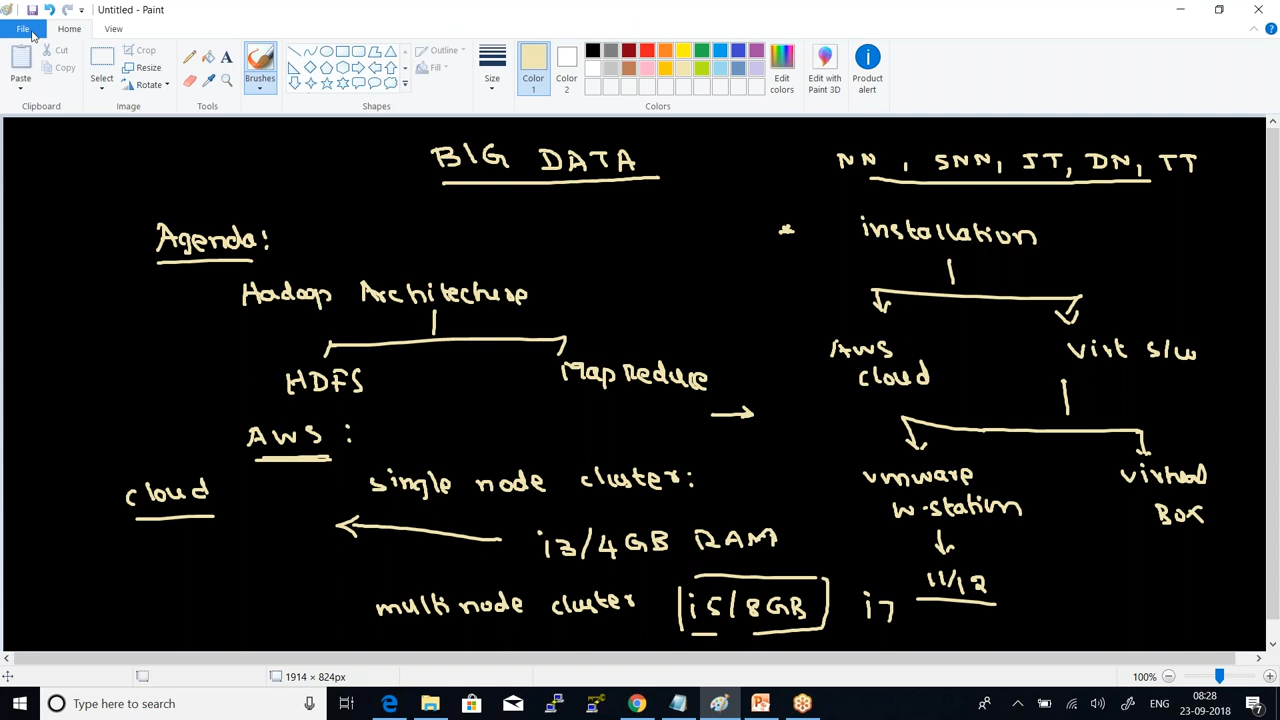 Untitled - Paint
File Home View
Paste
Cut
Copy
Clipboard
Select
Crop
Resize
Rotate
Image
Tools
Brushes
Shapes
Outline
Fill
Size
Color 1
Color 2
Colors
Edit colors
Edit with Paint 3D
Product alert
BIG DATA
NN , SNN, JT, DN, TT
Agenda:
Hadoop Architecture
HDFS
MapReduce
AWS :
cloud
single node cluster:
i3/4GB RAM
multinode cluster i5/8GB i7
* installation
AWS cloud
virt s/w
vmware w-station
virtual Box
11/12
1914 × 824px
100%
Type here to search
ENG
08:28
23-09-2018
7